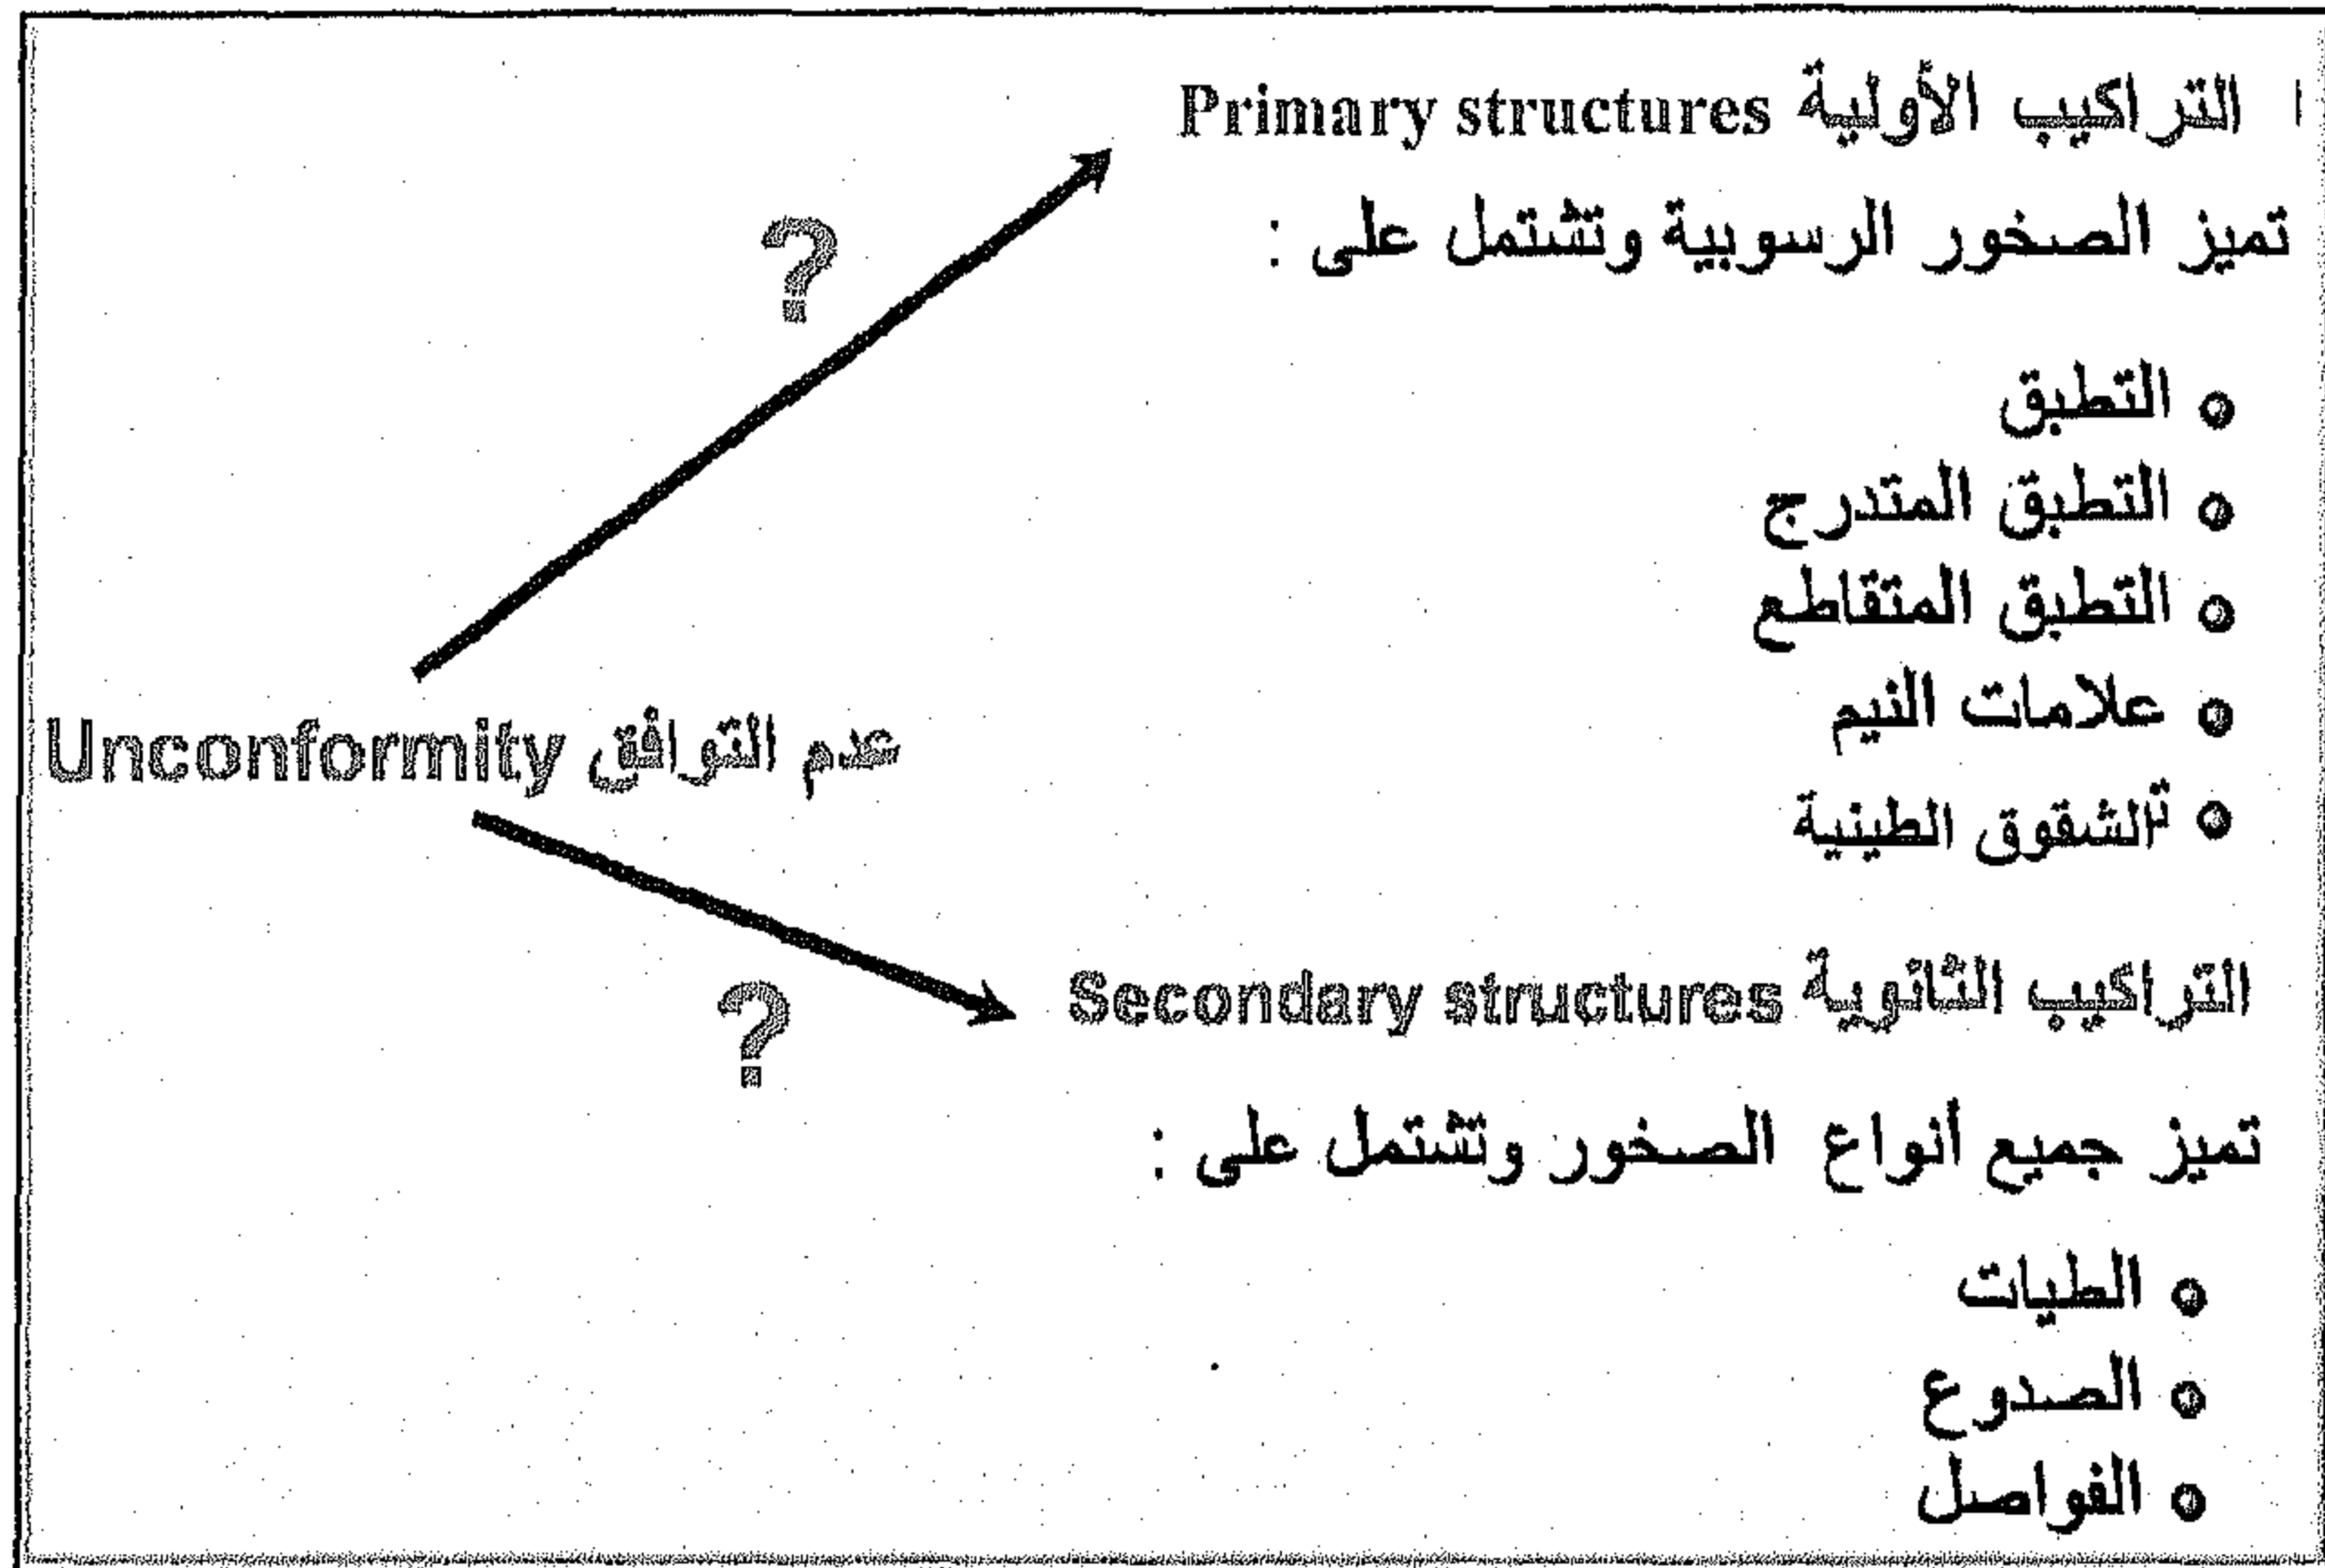 التراكيب الأولية Primary structures
تميز الصخور الرسوبية وتشتمل على :
?
التطبق
التطبق المتدرج
التطبق المتقاطع
علامات النيم
الشقوق الطينية
عدم التوافق Unconformity
التراكيب الثانوية Secondary structures
?
تميز جميع أنواع الصخور وتشتمل على :
الطيات
الصدوع
الفواصل